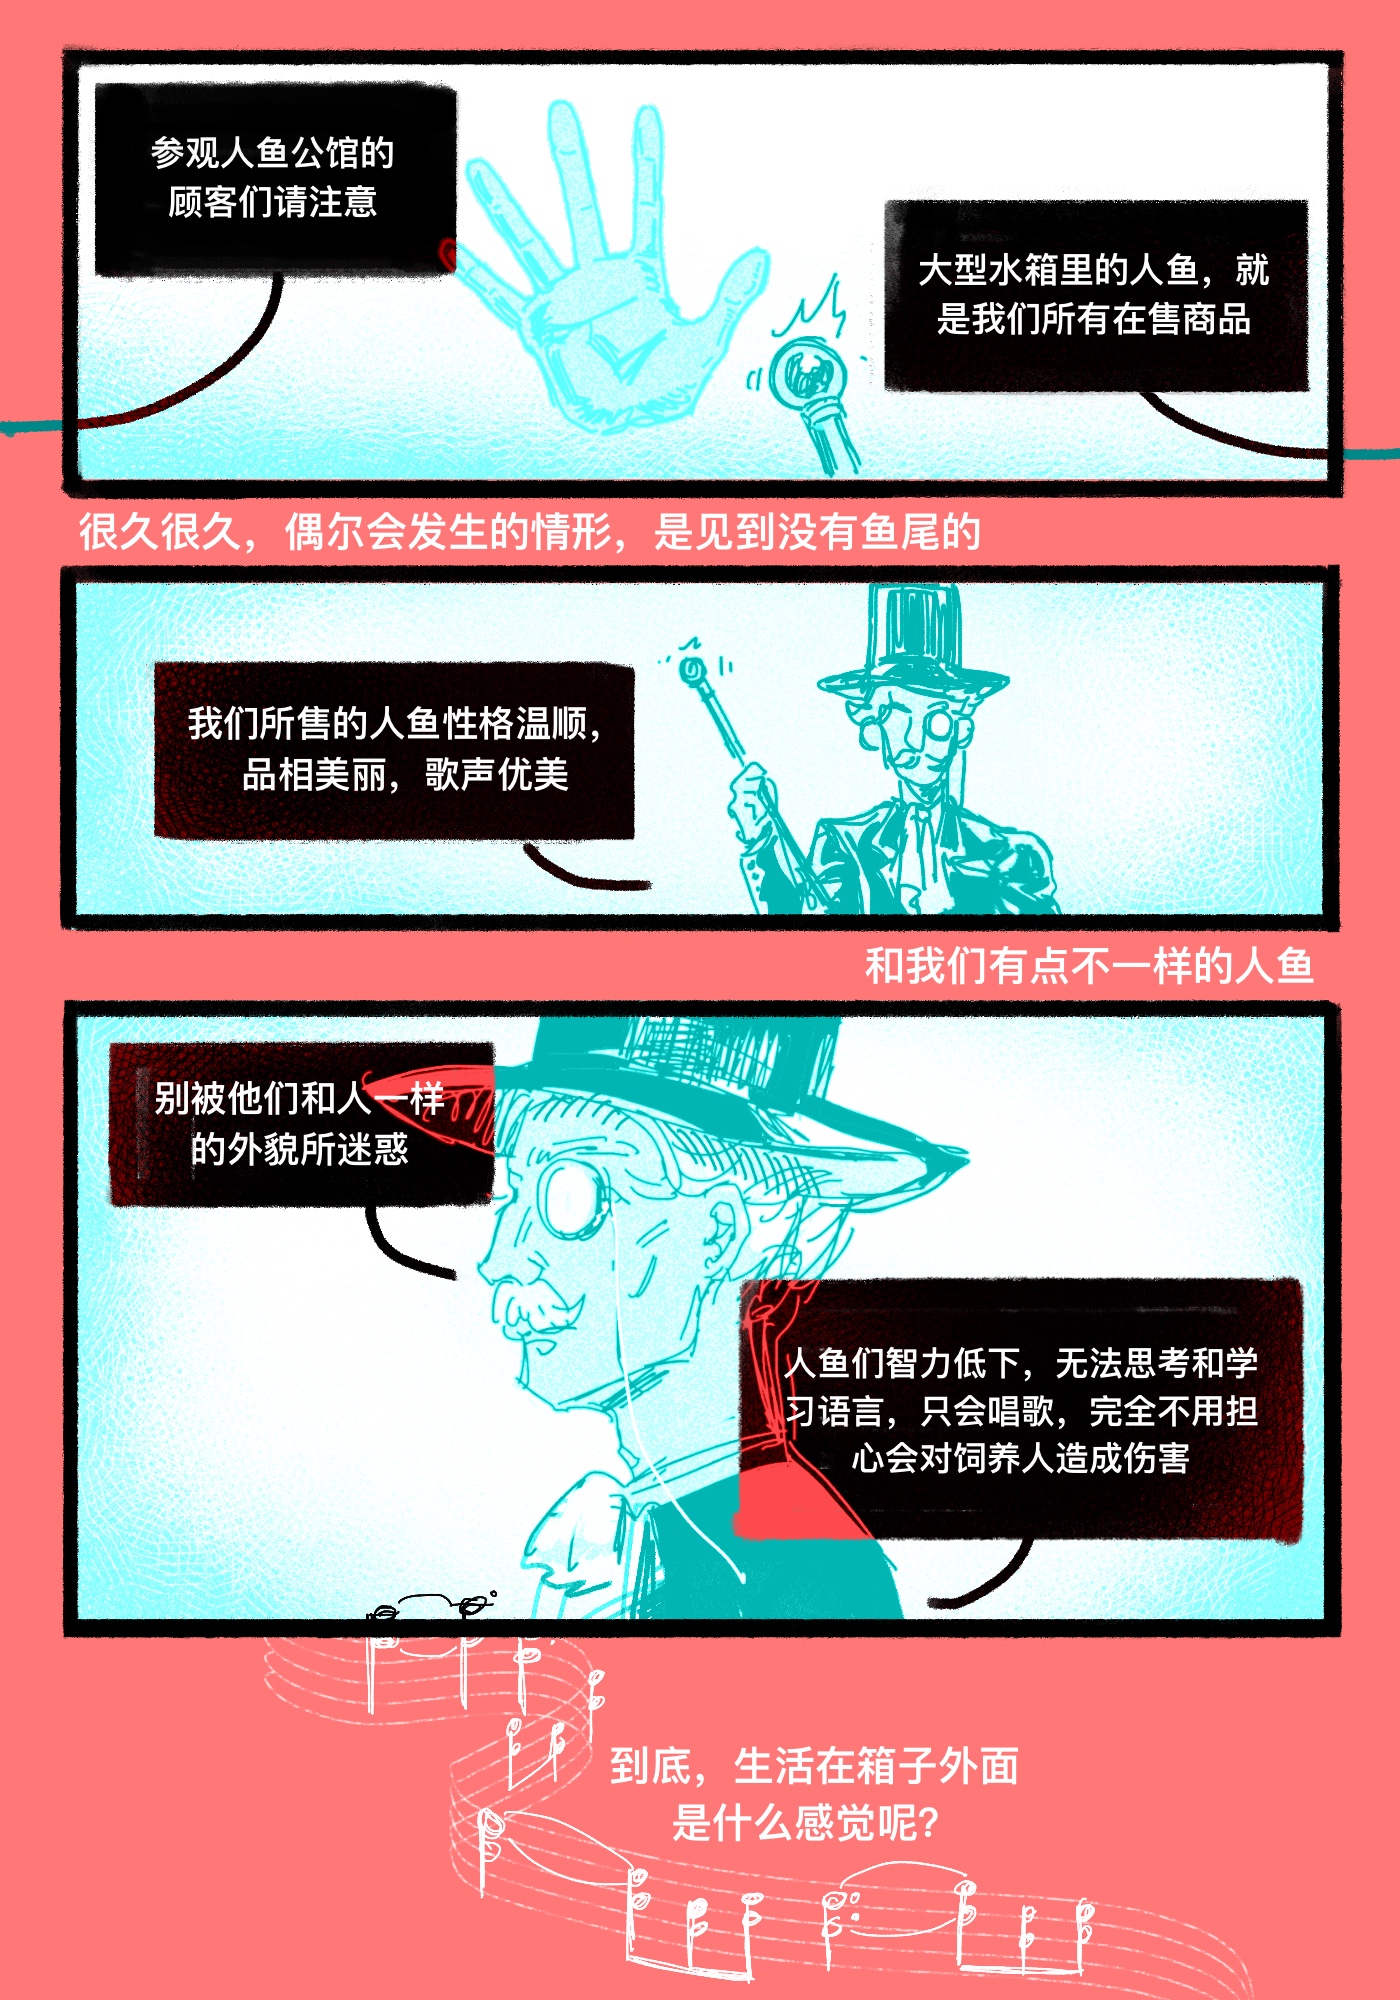 参观人鱼公馆的
顾客们请注意
大型水箱里的人鱼，就
是我们所有在售商品
很久很久，偶尔会发生的情形，是见到没有鱼尾的
我们所售的人鱼性格温顺，
品相美丽，歌声优美
和我们有点不一样的人鱼
别被他们和人一样
的外貌所迷惑
人鱼们智力低下，无法思考和学
习语言，只会唱歌，完全不用担
心会对饲养人造成伤害
到底，生活在箱子外面
是什么感觉呢？